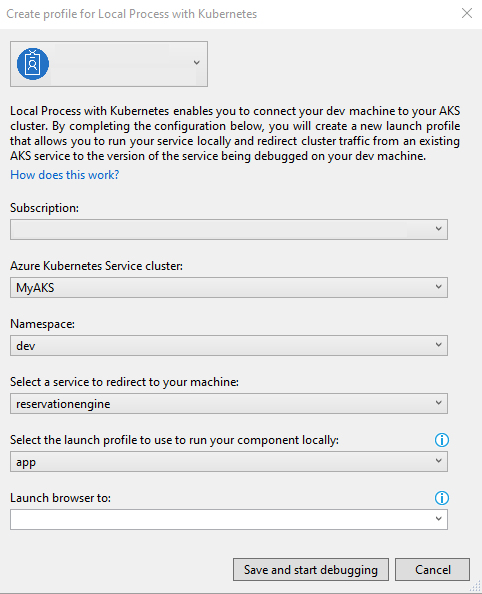 Create profile for Local Process with Kubernetes
Local Process with Kubernetes enables you to connect your dev machine to your AKS
cluster. By completing the configuration below, you will create a new launch profile
that allows you to run your service locally and redirect cluster traffic from an existing
AKS service to the version of the service being debugged on your dev machine.
How does this work?
Subscription:
Azure Kubernetes Service cluster:
MyAKS
Namespace:
dev
Select a service to redirect to your machine:
reservationengine
Select the launch profile to use to run your component locally:
app
Launch browser to:
Save and start debugging Cancel